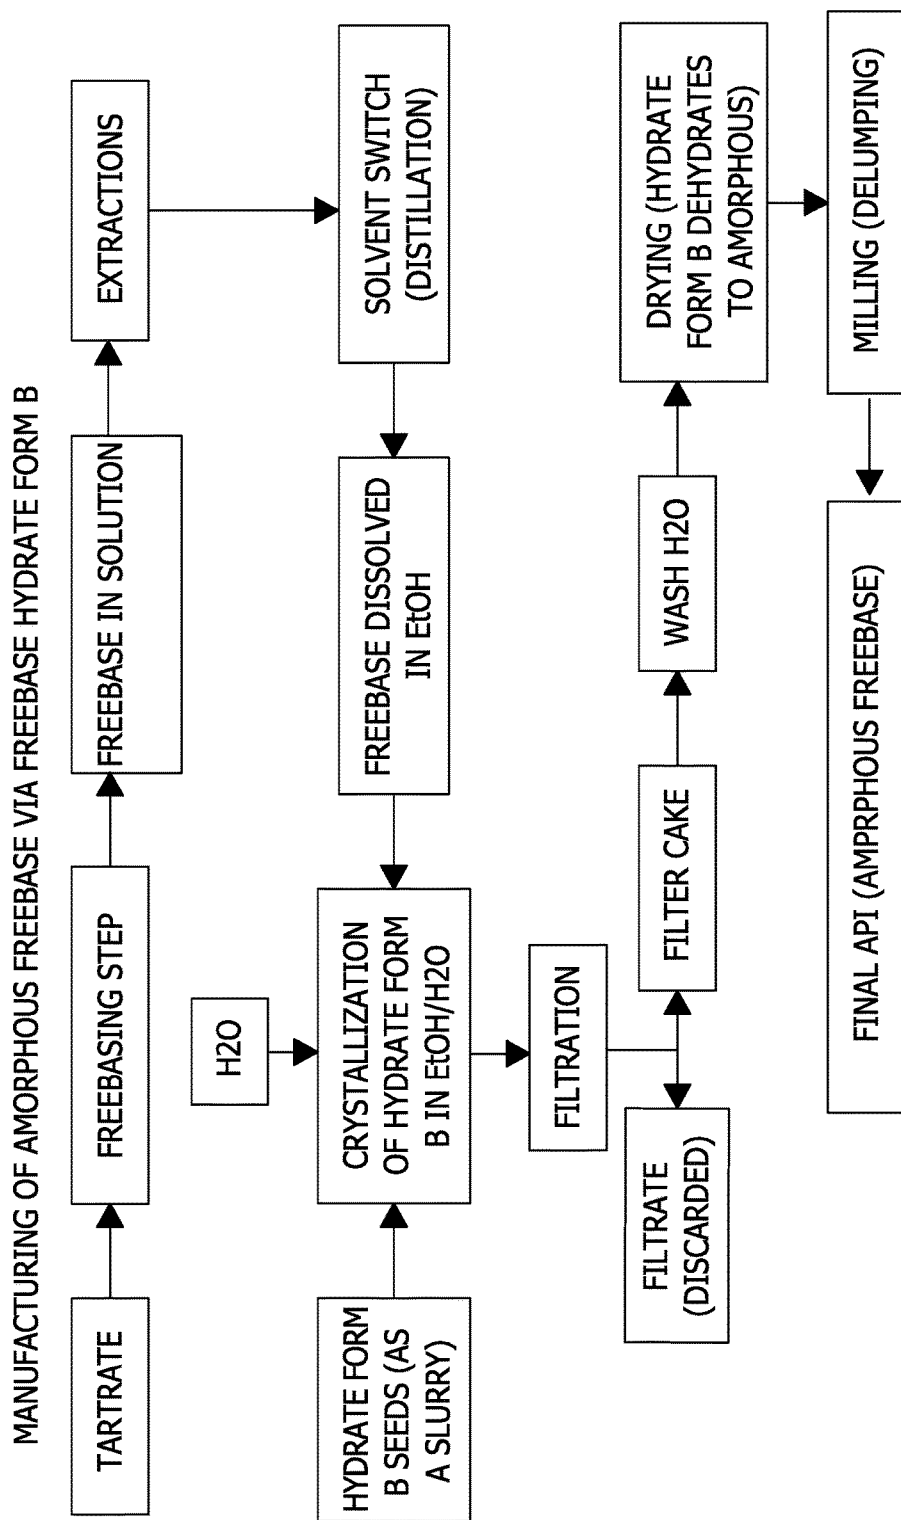 MANUFACTURING OF AMORPHOUS FREEBASE VIA FREEBASE HYDRATE FORM B
TARTRATE
FREEBASING STEP
FREEBASE IN SOLUTION
EXTRACTIONS
SOLVENT SWITCH
(DISTILLATION)
FREEBASE DISSOLVED
IN EtOH
H2O
CRYSTALLIZATION
OF HYDRATE FORM
B IN EtOH/H2O
HYDRATE FORM
B SEEDS (AS
A SLURRY)
FILTRATION
FILTRATE
(DISCARDED)
FILTER CAKE
WASH H2O
DRYING (HYDRATE
FORM B DEHYDRATES
TO AMORPHOUS)
MILLING (DELUMPING)
FINAL API (AMPRPHOUS FREEBASE)